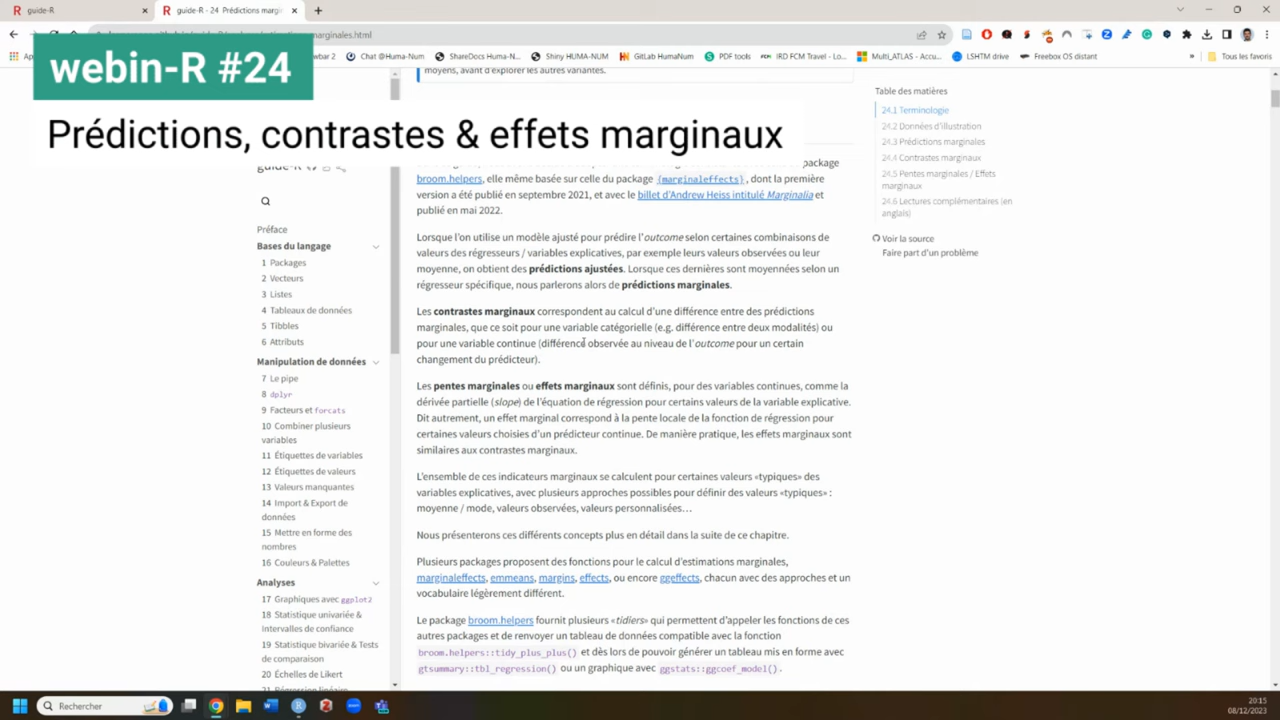 guide-R
guide-R - 24 Prédictions margi
marginales.html
webin-R #24
Prédictions, contrastes & effets marginaux
wbar 2
Chat @Huma-Num
ShareDocs Huma-N...
Shiny HUMA-NUM
GitLab HumaNum
PDF tools
IRD FCM Travel - Lo...
Multi_ATLAS - Accu...
LSHTM drive
Freebox OS distant
»
Tous les favoris
guide-R
Préface
Bases du langage
1 Packages
2 Vecteurs
3 Listes
4 Tableaux de données
5 Tibbles
6 Attributs
Manipulation de données
7 Le pipe
8 dplyr
9 Facteurs et forcats
10 Combiner plusieurs
variables
11 Étiquettes de variables
12 Étiquettes de valeurs
13 Valeurs manquantes
14 Import & Export de
données
15 Mettre en forme des
nombres
16 Couleurs & Palettes
Analyses
17 Graphiques avec ggplot2
18 Statistique univariée &
Intervalles de confiance
19 Statistique bivariée & Tests
de comparaison
20 Échelles de Likert
21 Régression linéaire
moyens, avant d'explorer les autres variantes.
package
broom.helpers, elle même basée sur celle du package {marginaleffects}, dont la première
version a été publié en septembre 2021, et avec le billet d'Andrew Heiss intitulé Marginalia et
publié en mai 2022.
Lorsque l'on utilise un modèle ajusté pour prédire l'outcome selon certaines combinaisons de
valeurs des régresseurs / variables explicatives, par exemple leurs valeurs observées ou leur
moyenne, on obtient des prédictions ajustées. Lorsque ces dernières sont moyennées selon un
régresseur spécifique, nous parlerons alors de prédictions marginales.
Les contrastes marginaux correspondent au calcul d'une différence entre des prédictions
marginales, que ce soit pour une variable catégorielle (e.g. différence entre deux modalités) ou
pour une variable continue (différence observée au niveau de l'outcome pour un certain
changement du prédicteur).
Les pentes marginales ou effets marginaux sont définis, pour des variables continues, comme la
dérivée partielle (slope) de l'équation de régression pour certains valeurs de la variable explicative.
Dit autrement, un effet marginal correspond à la pente locale de la fonction de régression pour
certaines valeurs choisies d'un prédicteur continue. De manière pratique, les effets marginaux sont
similaires aux contrastes marginaux.
L'ensemble de ces indicateurs marginaux se calculent pour certaines valeurs «typiques» des
variables explicatives, avec plusieurs approches possibles pour définir des valeurs «typiques» :
moyenne / mode, valeurs observées, valeurs personnalisées...
Nous présenterons ces différents concepts plus en détail dans la suite de ce chapitre.
Plusieurs packages proposent des fonctions pour le calcul d'estimations marginales,
marginaleffects, emmeans, margins, effects, ou encore ggeffects, chacun avec des approches et un
vocabulaire légèrement différent.
Le package broom.helpers fournit plusieurs «tidiers» qui permettent d'appeler les fonctions de ces
autres packages et de renvoyer un tableau de données compatible avec la fonction
broom.helpers::tidy_plus_plus() et dès lors de pouvoir générer un tableau mis en forme avec
gtsummary::tbl_regression() ou un graphique avec ggstats::ggcoef_model().
Table des matières
24.1 Terminologie
24.2 Données d'illustration
24.3 Prédictions marginales
24.4 Contrastes marginaux
24.5 Pentes marginales / Effets
marginaux
24.6 Lectures complémentaires (en
anglais)
Voir la source
Faire part d'un problème
Rechercher
20:15
08/12/2023